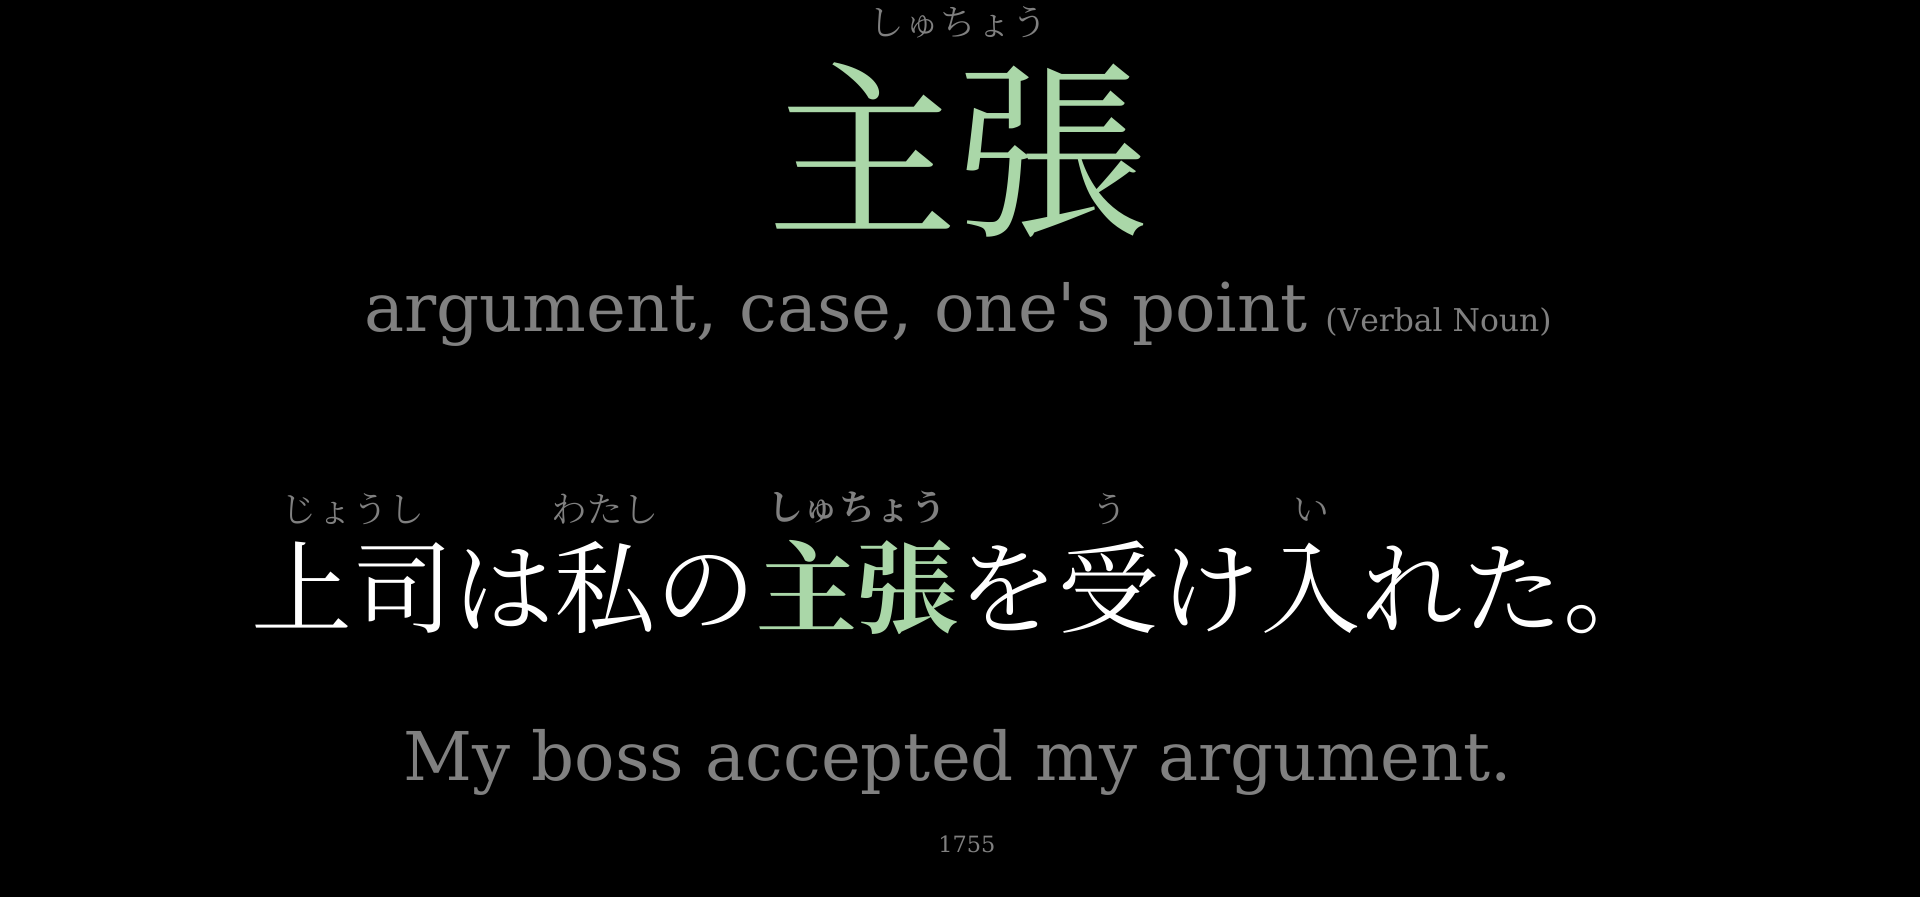 しゅちょう
主張
argument, case, one's point (Verbal Noun)
じょうし わたし しゅちょう う い
上司は私の主張を受け入れた。
My boss accepted my argument.
1755